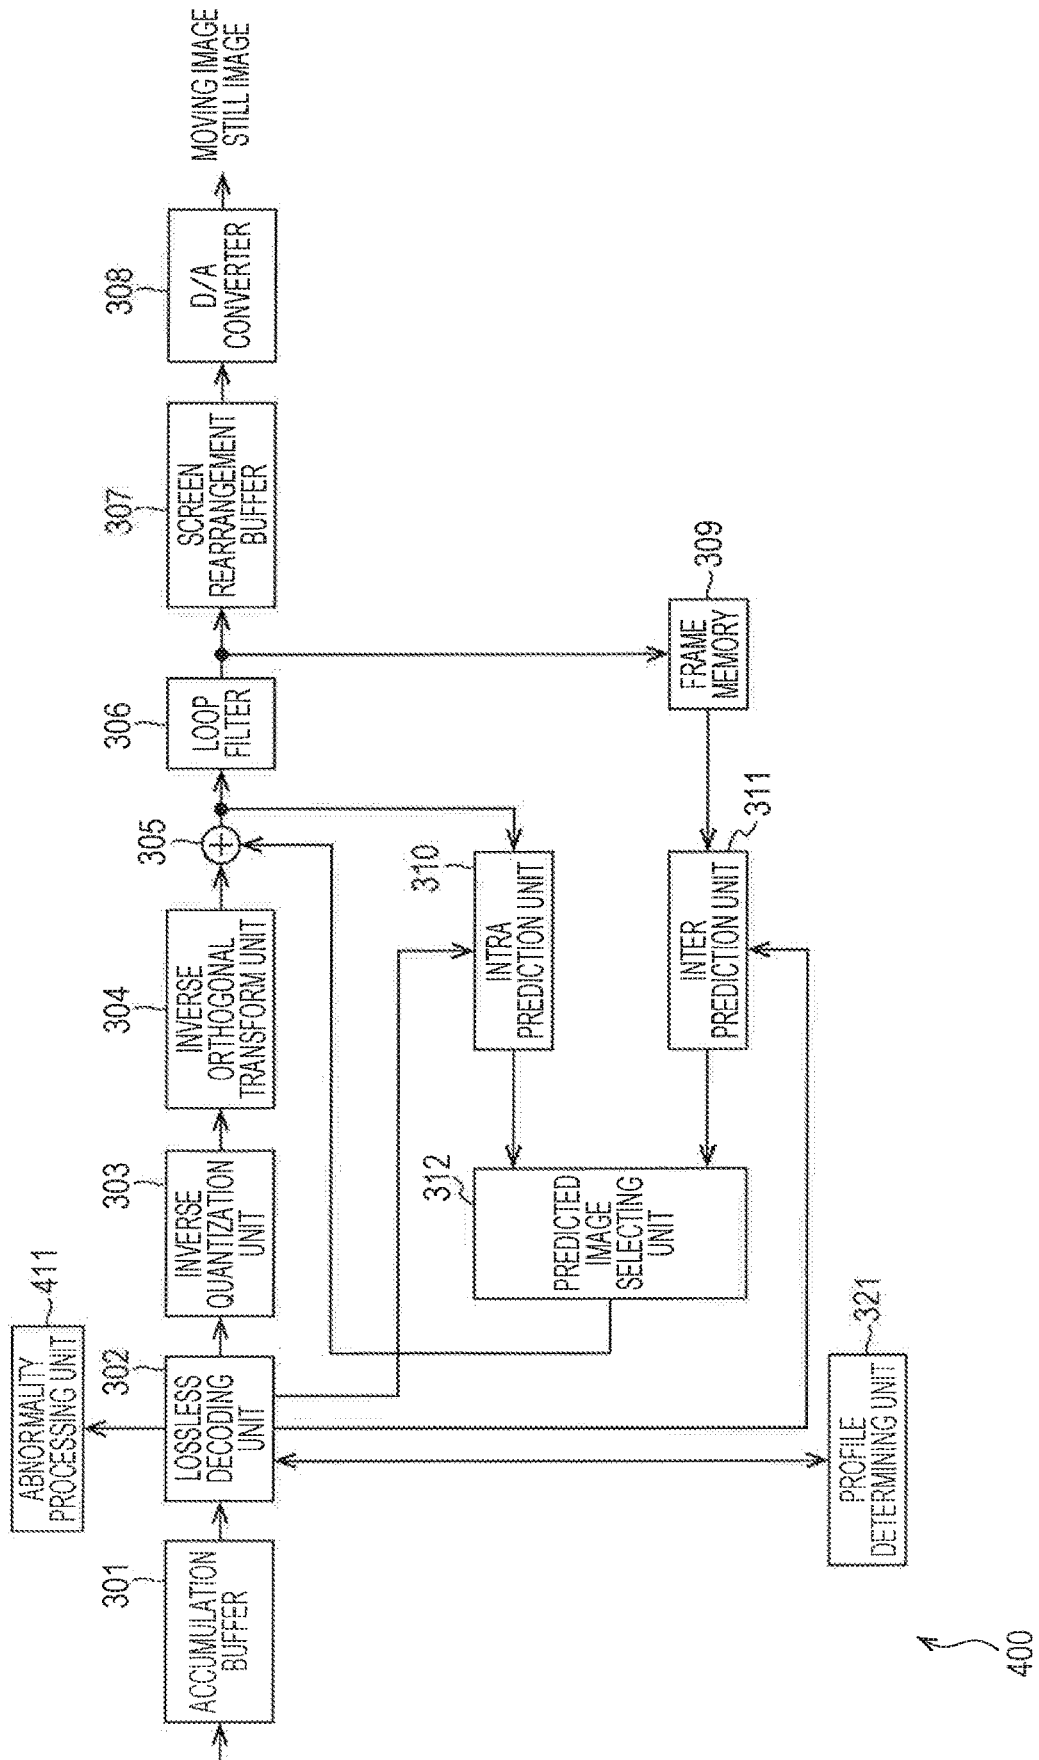 411
ABNORMALITY
PROCESSING UNIT
301
ACCUMULATION
BUFFER
302
LOSSLESS
DECODING
UNIT
303
INVERSE
QUANTIZATION
UNIT
304
INVERSE
ORTHOGONAL
TRANSFORM UNIT
305
306
LOOP
FILTER
307
SCREEN
REARRANGEMENT
BUFFER
308
D/A
CONVERTER
MOVING IMAGE
STILL IMAGE
312
PREDICTED
IMAGE
SELECTING
UNIT
310
INTRA
PREDICTION UNIT
311
INTER
PREDICTION UNIT
309
FRAME
MEMORY
321
PROFILE
DETERMINING UNIT
400